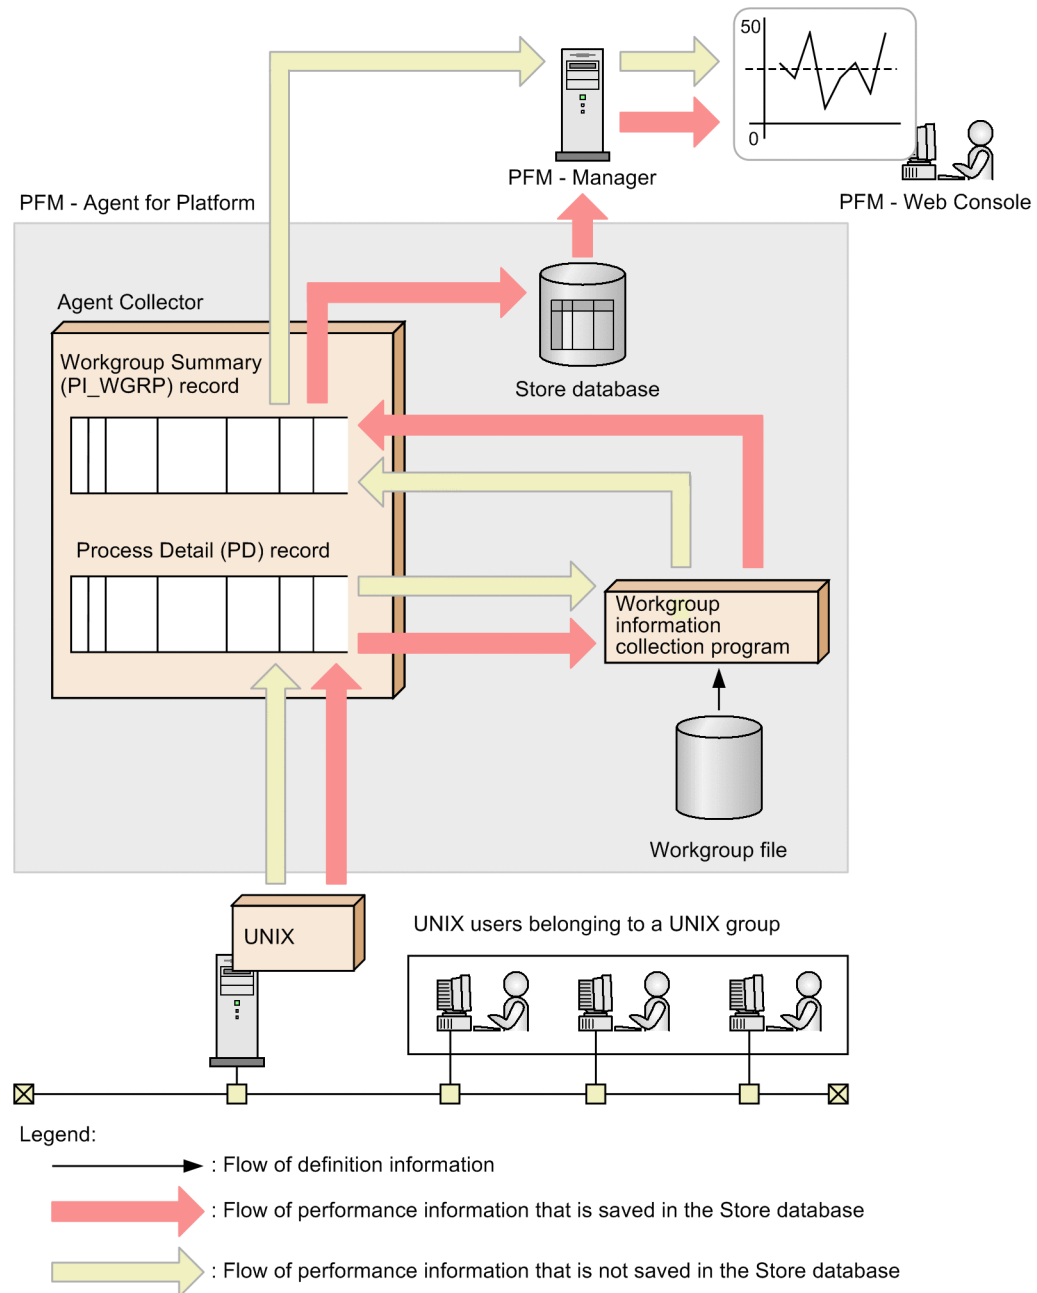 50
0
PFM - Manager
PFM - Web Console
PFM - Agent for Platform
Agent Collector
Workgroup Summary
(PI_WGRP) record
Store database
Process Detail (PD) record
Workgroup
information
collection program
Workgroup file
UNIX
UNIX users belonging to a UNIX group
Legend:
: Flow of definition information
: Flow of performance information that is saved in the Store database
: Flow of performance information that is not saved in the Store database